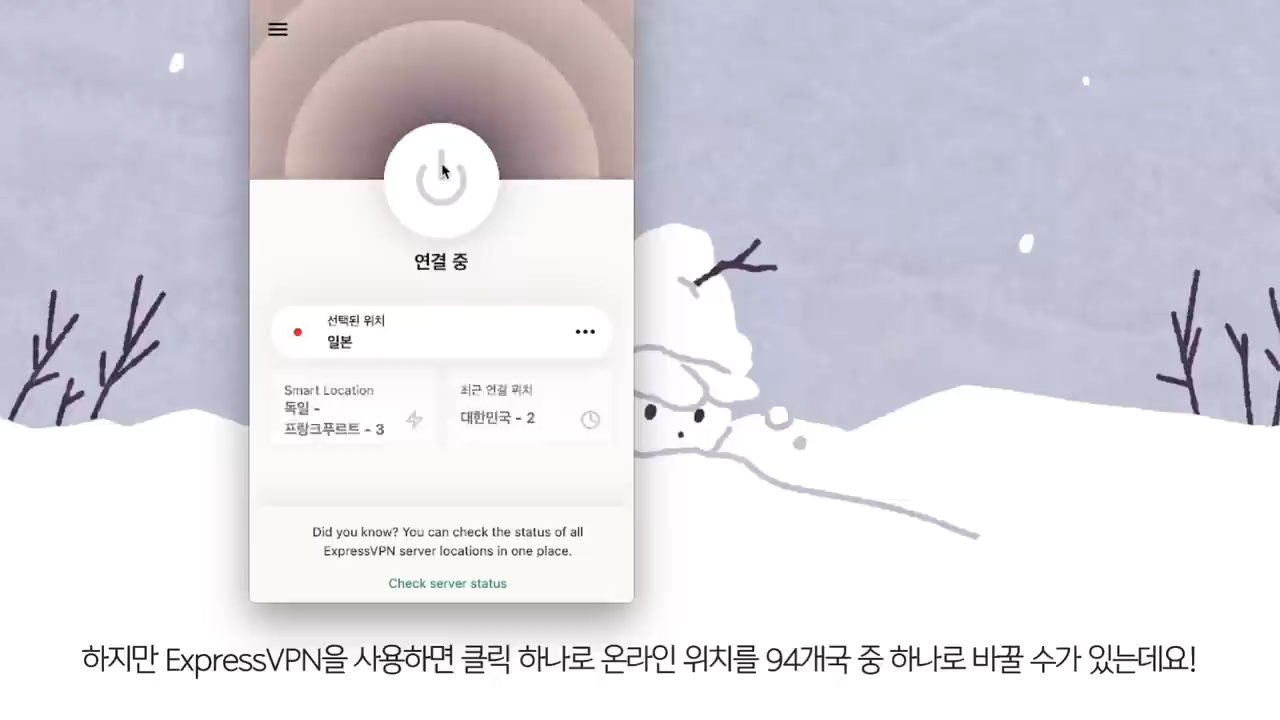 연결 중
선택된 위치
일본
Smart Location
독일 -
프랑크푸르트 - 3
최근 연결 위치
대한민국 - 2
Did you know? You can check the status of all
ExpressVPN server locations in one place.
Check server status
하지만 ExpressVPN을 사용하면 클릭 하나로 온라인 위치를 94개국 중 하나로 바꿀 수가 있는데요!